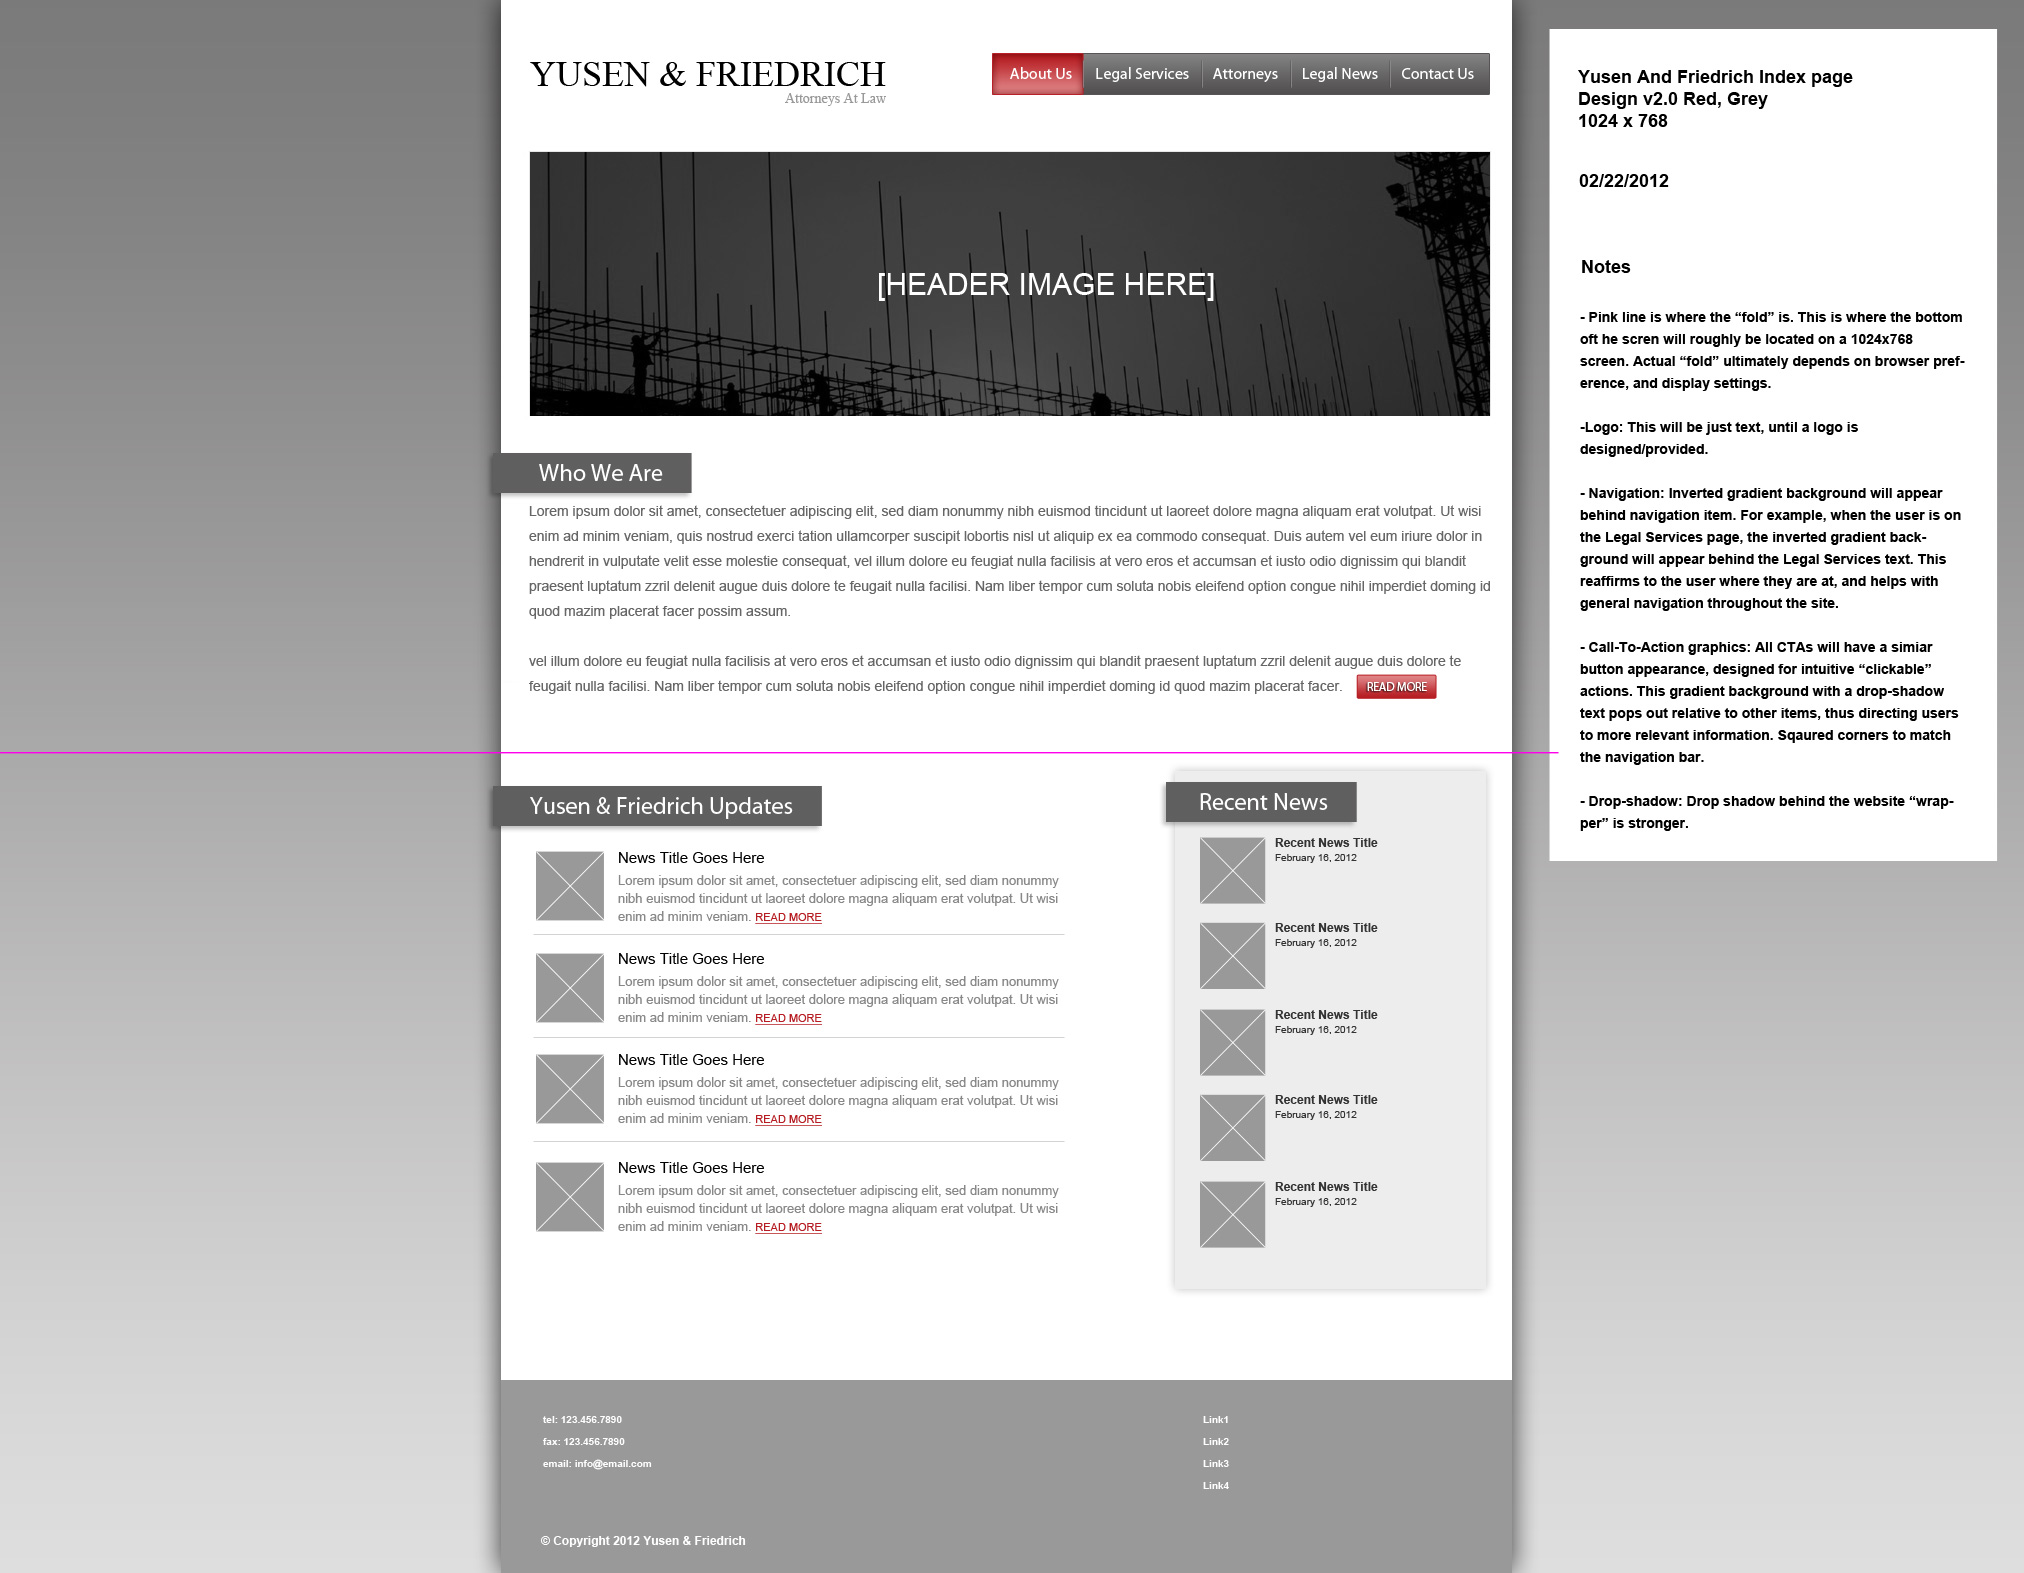 YUSEN & FRIEDRICH
Attorneys At Law
About Us
Legal Services
Attorneys
Legal News
Contact Us
[HEADER IMAGE HERE]
Who We Are
Lorem ipsum dolor sit amet, consectetuer adipiscing elit, sed diam nonummy nibh euismod tincidunt ut laoreet dolore magna aliquam erat volutpat. Ut wisi
enim ad minim veniam, quis nostrud exerci tation ullamcorper suscipit lobortis nisl ut aliquip ex ea commodo consequat. Duis autem vel eum iriure dolor in
hendrerit in vulputate velit esse molestie consequat, vel illum dolore eu feugiat nulla facilisis at vero eros et accumsan et iusto odio dignissim qui blandit
praesent luptatum zzril delenit augue duis dolore te feugait nulla facilisi. Nam liber tempor cum soluta nobis eleifend option congue nihil imperdiet doming id
quod mazim placerat facer possim assum.
vel illum dolore eu feugiat nulla facilisis at vero eros et accumsan et iusto odio dignissim qui blandit praesent luptatum zzril delenit augue duis dolore te
feugait nulla facilisi. Nam liber tempor cum soluta nobis eleifend option congue nihil imperdiet doming id quod mazim placerat facer. READ MORE
Yusen & Friedrich Updates
News Title Goes Here
Lorem ipsum dolor sit amet, consectetuer adipiscing elit, sed diam nonummy
nibh euismod tincidunt ut laoreet dolore magna aliquam erat volutpat. Ut wisi
enim ad minim veniam. READ MORE
News Title Goes Here
Lorem ipsum dolor sit amet, consectetuer adipiscing elit, sed diam nonummy
nibh euismod tincidunt ut laoreet dolore magna aliquam erat volutpat. Ut wisi
enim ad minim veniam. READ MORE
News Title Goes Here
Lorem ipsum dolor sit amet, consectetuer adipiscing elit, sed diam nonummy
nibh euismod tincidunt ut laoreet dolore magna aliquam erat volutpat. Ut wisi
enim ad minim veniam. READ MORE
News Title Goes Here
Lorem ipsum dolor sit amet, consectetuer adipiscing elit, sed diam nonummy
nibh euismod tincidunt ut laoreet dolore magna aliquam erat volutpat. Ut wisi
enim ad minim veniam. READ MORE
Recent News
Recent News Title
February 16, 2012
Recent News Title
February 16, 2012
Recent News Title
February 16, 2012
Recent News Title
February 16, 2012
Recent News Title
February 16, 2012
tel: 123.456.7890
fax: 123.456.7890
email: info@email.com
Link1
Link2
Link3
Link4
© Copyright 2012 Yusen & Friedrich
Yusen And Friedrich Index page
Design v2.0 Red, Grey
1024 x 768
02/22/2012
Notes
- Pink line is where the “fold” is. This is where the bottom
oft he scren will roughly be located on a 1024x768
screen. Actual “fold” ultimately depends on browser pref-
erence, and display settings.
-Logo: This will be just text, until a logo is
designed/provided.
- Navigation: Inverted gradient background will appear
behind navigation item. For example, when the user is on
the Legal Services page, the inverted gradient back-
ground will appear behind the Legal Services text. This
reaffirms to the user where they are at, and helps with
general navigation throughout the site.
- Call-To-Action graphics: All CTAs will have a simiar
button appearance, designed for intuitive “clickable”
actions. This gradient background with a drop-shadow
text pops out relative to other items, thus directing users
to more relevant information. Sqaured corners to match
the navigation bar.
- Drop-shadow: Drop shadow behind the website “wrap-
per” is stronger.